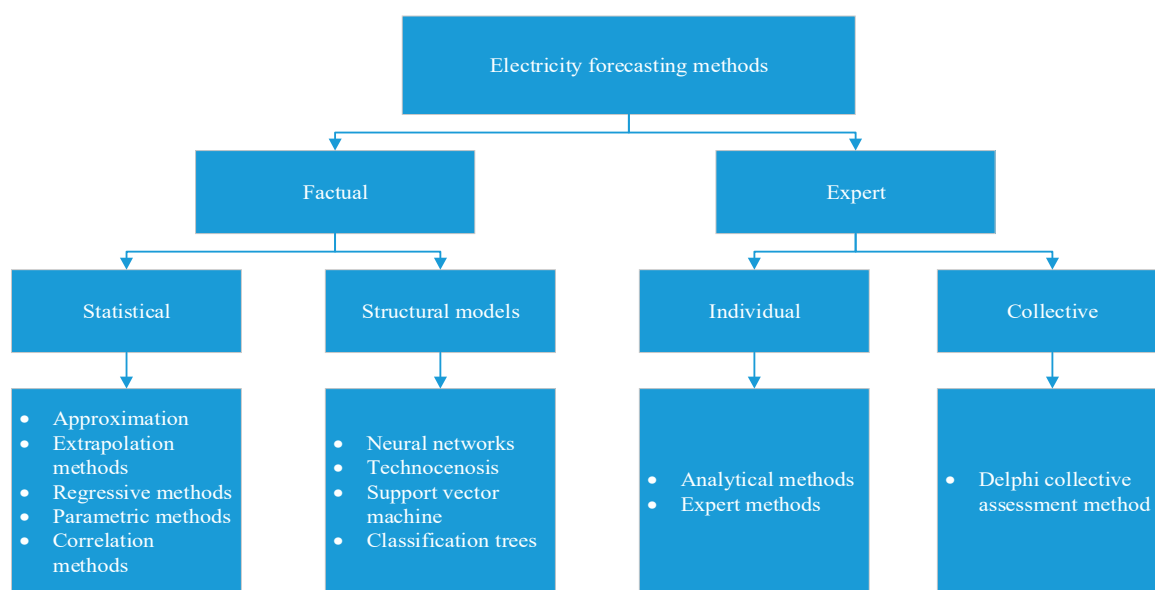 Electricity forecasting methods
Factual
Expert
Statistical
Structural models
Individual
Collective
• Approximation
• Extrapolation
methods
• Regressive methods
• Parametric methods
• Correlation
methods
• Neural networks
• Technocenosis
• Support vector
machine
• Classification trees
• Analytical methods
• Expert methods
• Delphi collective
assessment method